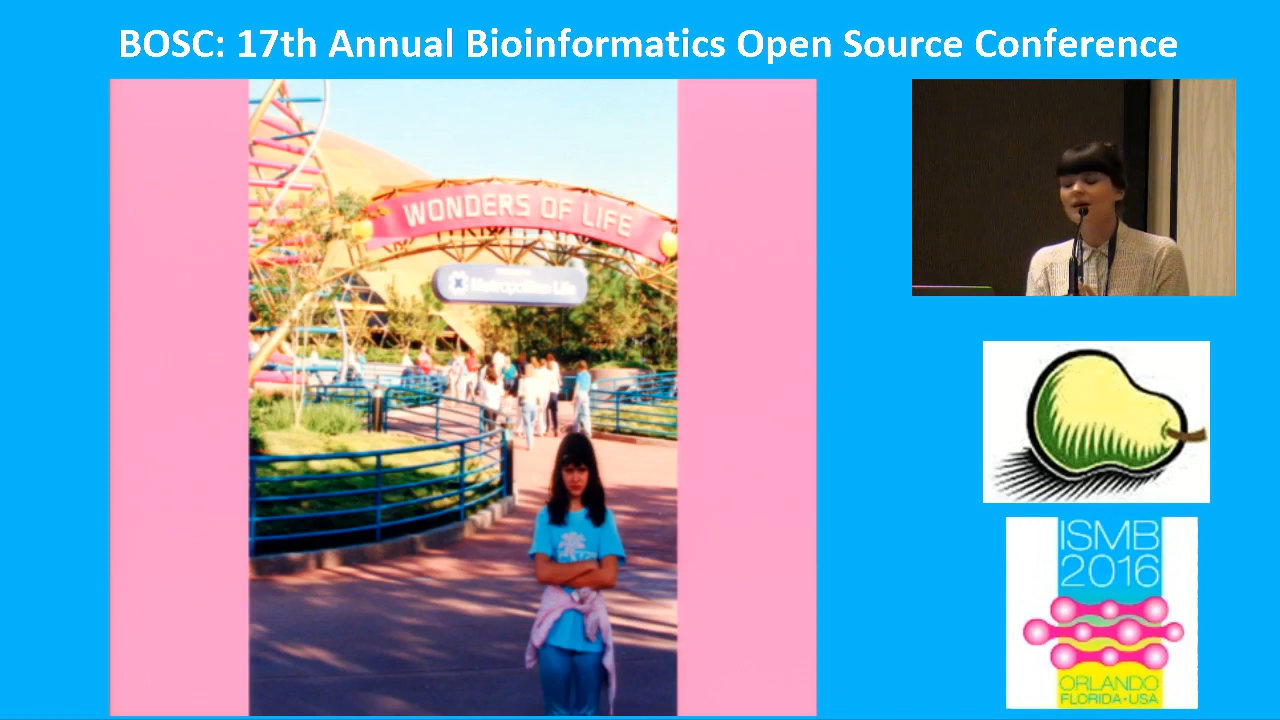 BOSC: 17th Annual Bioinformatics Open Source Conference
WONDERS OF LIFE
Metropolitan Life
ISMB
2016
ORLANDO
FLORIDA•USA